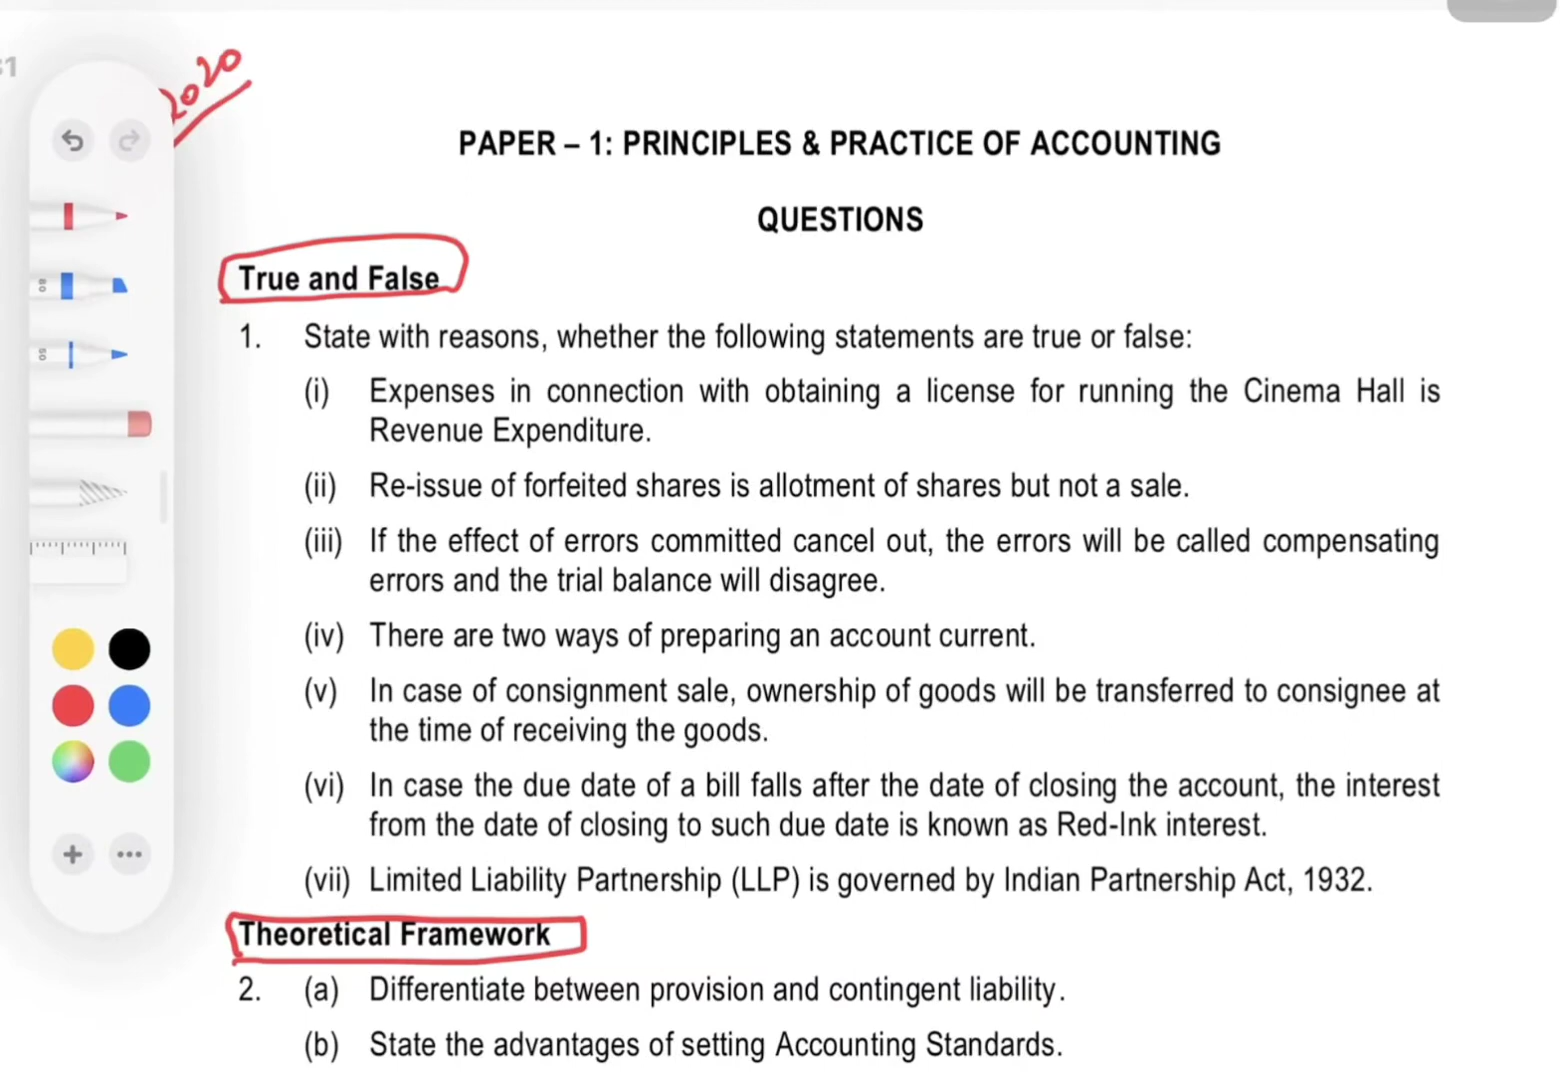 2020
PAPER – 1: PRINCIPLES & PRACTICE OF ACCOUNTING
QUESTIONS
True and False
1. State with reasons, whether the following statements are true or false:
(i) Expenses in connection with obtaining a license for running the Cinema Hall is
Revenue Expenditure.
(ii) Re-issue of forfeited shares is allotment of shares but not a sale.
(iii) If the effect of errors committed cancel out, the errors will be called compensating
errors and the trial balance will disagree.
(iv) There are two ways of preparing an account current.
(v) In case of consignment sale, ownership of goods will be transferred to consignee at
the time of receiving the goods.
(vi) In case the due date of a bill falls after the date of closing the account, the interest
from the date of closing to such due date is known as Red-Ink interest.
(vii) Limited Liability Partnership (LLP) is governed by Indian Partnership Act, 1932.
Theoretical Framework
2. (a) Differentiate between provision and contingent liability.
(b) State the advantages of setting Accounting Standards.